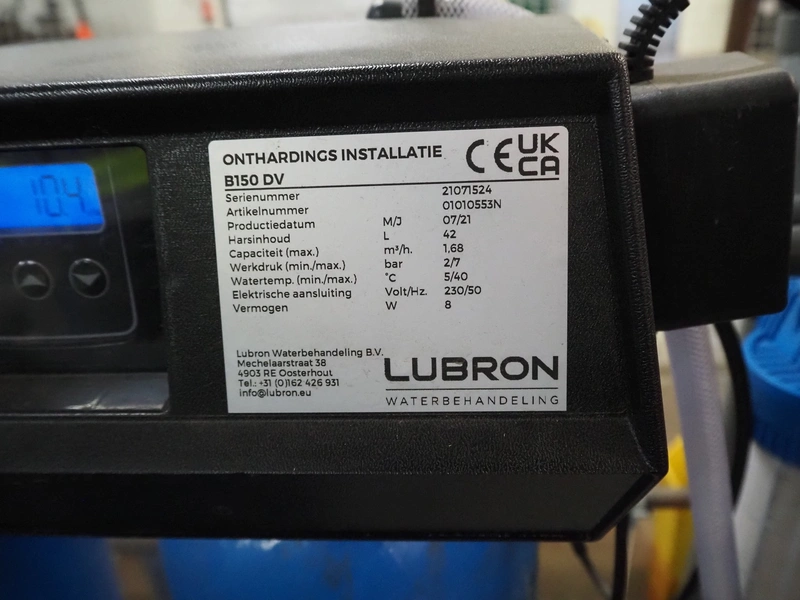 10.4
ONTHARDINGS INSTALLATIE
CE UK CA
B150 DV
Serienummer 21071524
Artikelnummer 01010553N
Productiedatum M/J 07/21
Harsinhoud L 42
Capaciteit (max.) m³/h. 1,68
Werkdruk (min./max.) bar 2/7
Watertemp. (min./max.) °C 5/40
Elektrische aansluiting Volt/Hz. 230/50
Vermogen W 8
Lubron Waterbehandeling B.V.
Mechelaarstraat 38
4903 RE Oosterhout
Tel.: +31 (0)162 426 931
info@lubron.eu
LUBRON
WATERBEHANDELING